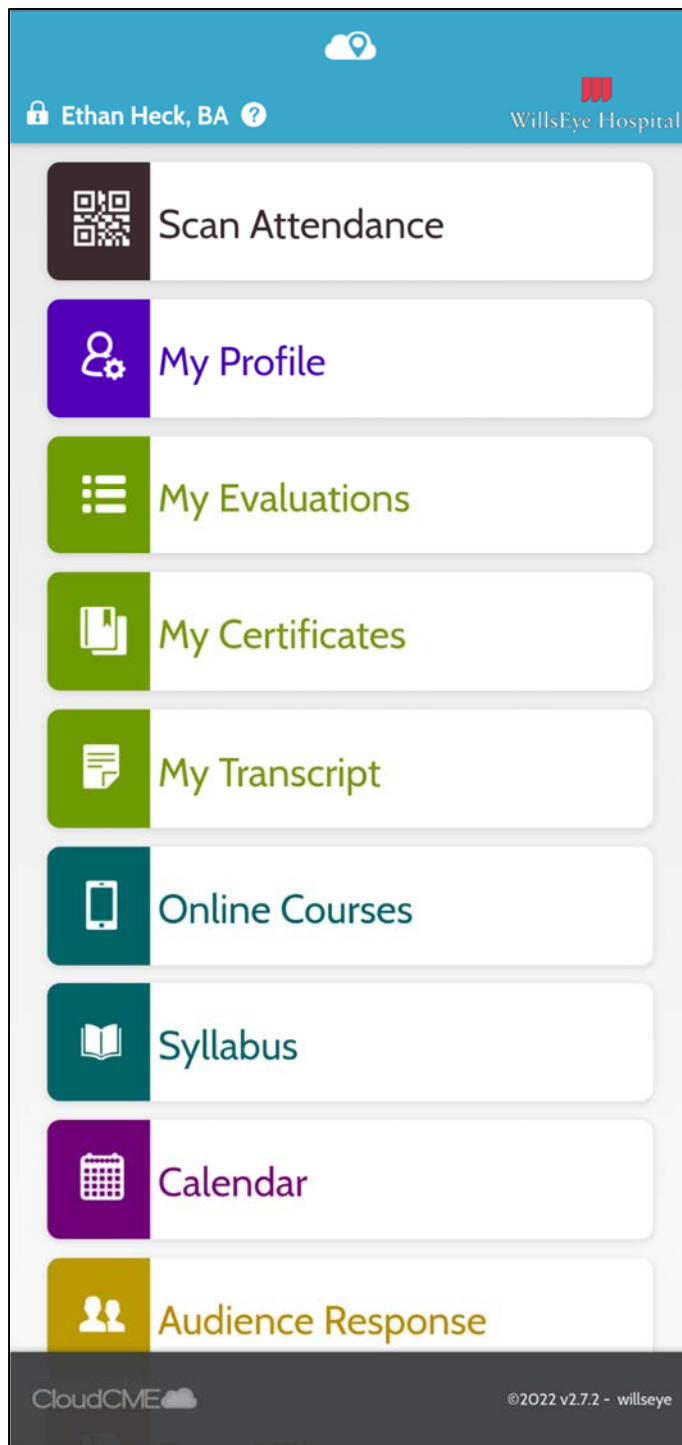 Ethan Heck, BA ?
WillsEye Hospital
Scan Attendance
My Profile
My Evaluations
My Certificates
My Transcript
Online Courses
Syllabus
Calendar
Audience Response
CloudCME
©2022 v2.7.2 - willseye